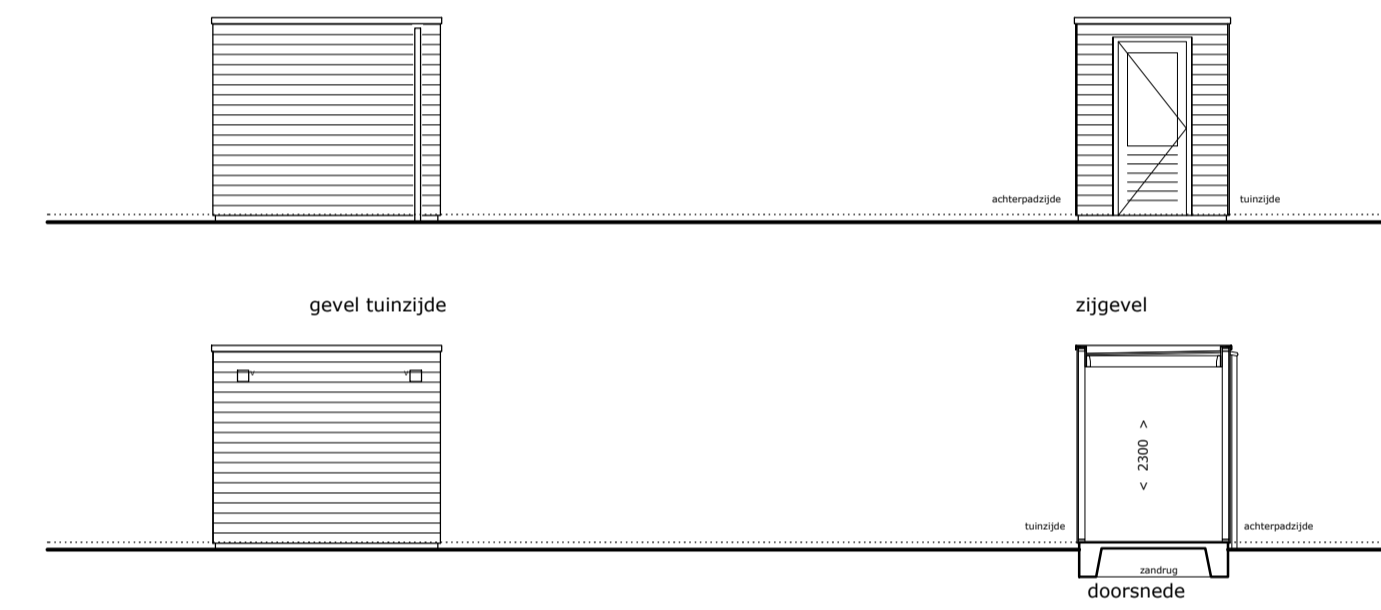 achterpadzijde
tuinzijde
gevel tuinzijde
zijgevel
v
v
< 2300 >
tuinzijde
achterpadzijde
zandrug
doorsnede